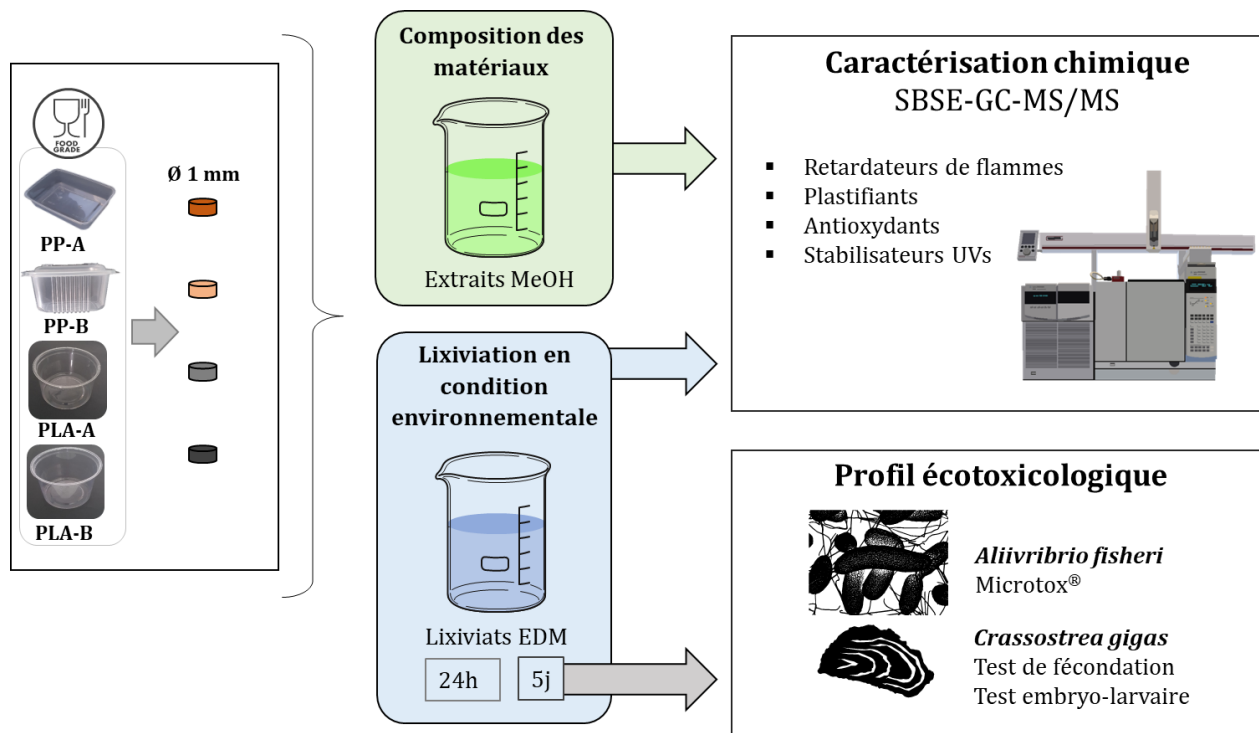 FOOD
GRADE
PP-A
PP-B
PLA-A
PLA-B
Ø 1 mm
Composition des
matériaux
Extraits MeOH
Lixiviation en
condition
environnementale
Lixiviats EDM
24h
5j
Caractérisation chimique
SBSE-GC-MS/MS
▪ Retardateurs de flammes
▪ Plastifiants
▪ Antioxydants
▪ Stabilisateurs UVs
Profil écotoxicologique
Aliivribrio fisheri
Microtox®
Crassostrea gigas
Test de fécondation
Test embryo-larvaire